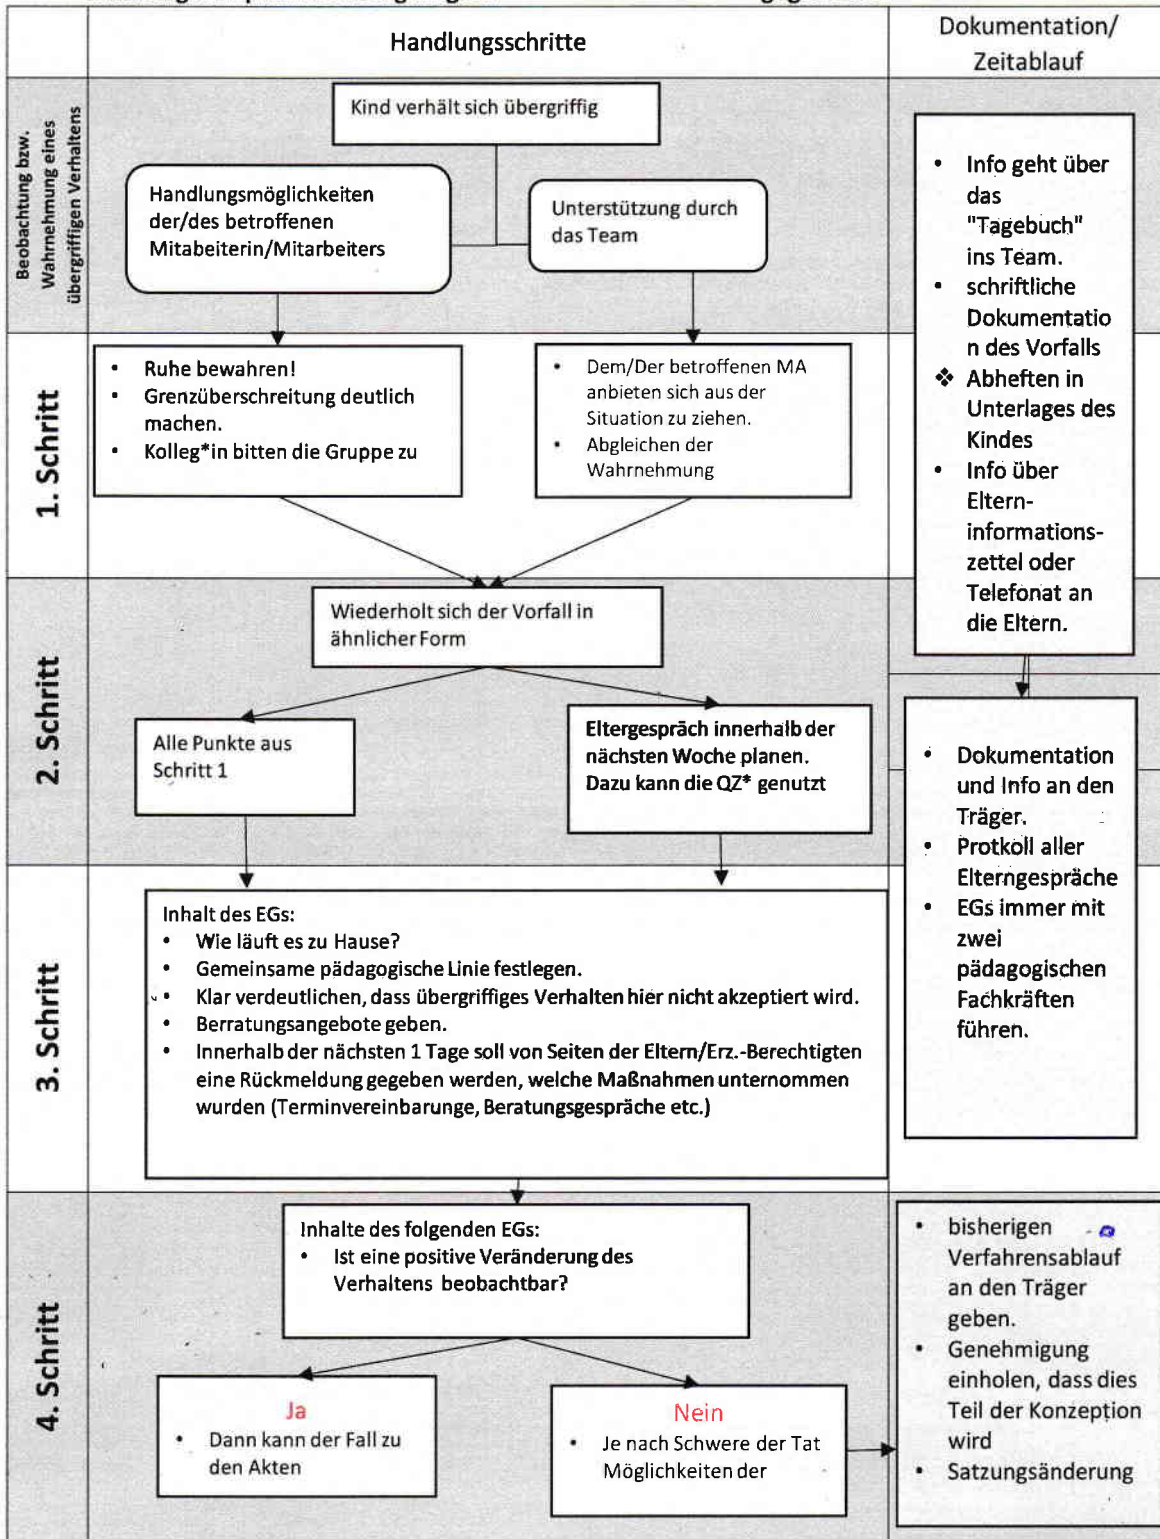 Handlungsschritte
Dokumentation/
Zeitablauf
Beobachtung bzw.
Wahrnehmung eines
übergriffigen Verhaltens
Kind verhält sich übergriffig
Handlungsmöglichkeiten
der/des betroffenen
Mitabeiterin/Mitarbeiters
Unterstützung durch
das Team
• Info geht über
das
"Tagebuch"
ins Team.
• schriftliche
Dokumentatio
n des Vorfalls
❖ Abheften in
Unterlages des
Kindes
• Info über
Eltern-
informations-
zettel oder
Telefonat an
die Eltern.
1. Schritt
• Ruhe bewahren!
• Grenzüberschreitung deutlich
machen.
• Kolleg*in bitten die Gruppe zu
• Dem/Der betroffenen MA
anbieten sich aus der
Situation zu ziehen.
• Abgleichen der
Wahrnehmung
2. Schritt
Wiederholt sich der Vorfall in
ähnlicher Form
Alle Punkte aus
Schritt 1
Eltergespräch innerhalb der
nächsten Woche planen.
Dazu kann die QZ* genutzt
• Dokumentation
und Info an den
Träger.
• Protkoll aller
Elterngespräche
• EGs immer mit
zwei
pädagogischen
Fachkräften
führen.
3. Schritt
Inhalt des EGs:
• Wie läuft es zu Hause?
• Gemeinsame pädagogische Linie festlegen.
• Klar verdeutlichen, dass übergriffiges Verhalten hier nicht akzeptiert wird.
• Berratungsangebote geben.
• Innerhalb der nächsten 1 Tage soll von Seiten der Eltern/Erz.-Berechtigten
eine Rückmeldung gegeben werden, welche Maßnahmen unternommen
wurden (Terminvereinbarunge, Beratungsgespräche etc.)
4. Schritt
Inhalte des folgenden EGs:
• Ist eine positive Veränderung des
Verhaltens beobachtbar?
Ja
• Dann kann der Fall zu
den Akten
Nein
• Je nach Schwere der Tat
Möglichkeiten der
• bisherigen
Verfahrensablauf
an den Träger
geben.
• Genehmigung
einholen, dass dies
Teil der Konzeption
wird
• Satzungsänderung